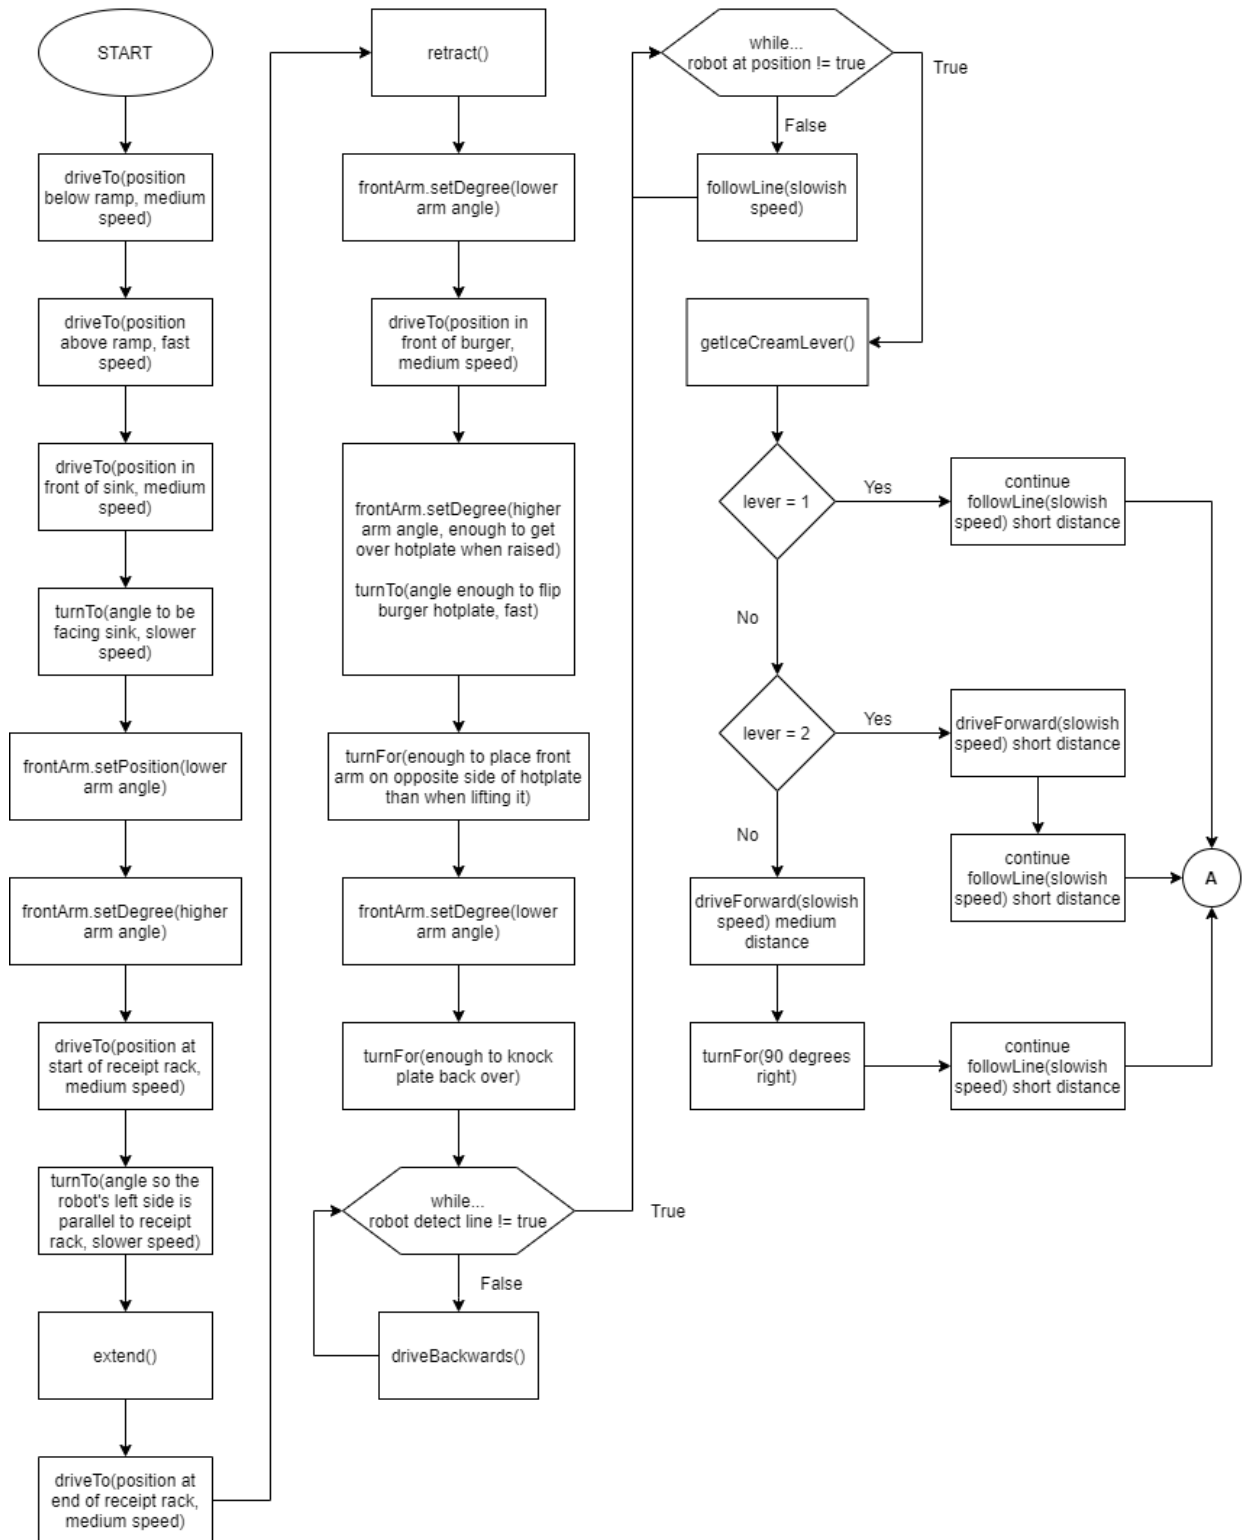 START
driveTo(position
below ramp, medium
speed)
driveTo(position
above ramp, fast
speed)
driveTo(position in
front of sink, medium
speed)
turnTo(angle to be
facing sink, slower
speed)
frontArm.setPosition(lower
arm angle)
frontArm.setDegree(higher
arm angle)
driveTo(position at
start of receipt rack,
medium speed)
turnTo(angle so the
robot's left side is
parallel to receipt
rack, slower speed)
extend()
driveTo(position at
end of receipt rack,
medium speed)
retract()
frontArm.setDegree(lower
arm angle)
driveTo(position in
front of burger,
medium speed)
frontArm.setDegree(higher
arm angle, enough to get
over hotplate when raised)
turnTo(angle enough to flip
burger hotplate, fast)
turnFor(enough to place front
arm on opposite side of hotplate
than when lifting it)
frontArm.setDegree(lower
arm angle)
turnFor(enough to knock
plate back over)
while...
robot detect line != true
True
False
driveBackwards()
while...
robot at position != true
True
False
followLine(slowish
speed)
getIceCreamLever()
lever = 1
Yes
continue
followLine(slowish
speed) short distance
No
lever = 2
Yes
driveForward(slowish
speed) short distance
continue
followLine(slowish
speed) short distance
A
No
driveForward(slowish
speed) medium
distance
turnFor(90 degrees
right)
continue
followLine(slowish
speed) short distance